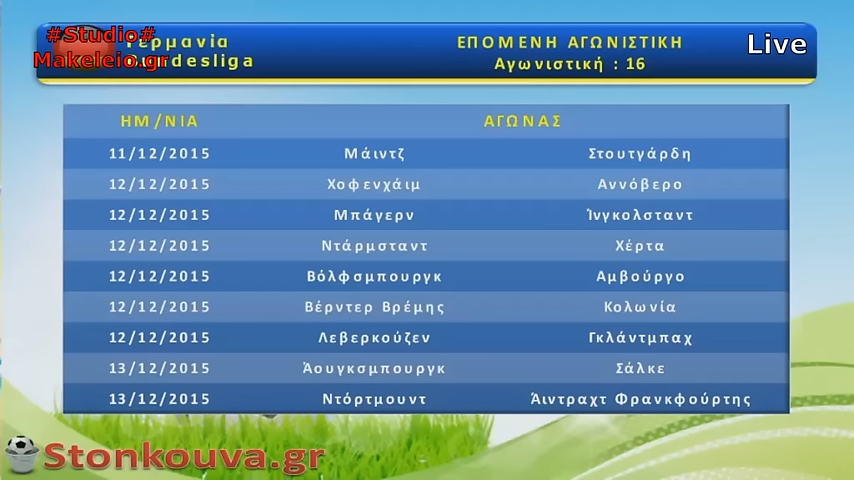 #Studio#
Makeleio.gr
Γερμανία
Bundesliga
ΕΠΟΜΕΝΗ ΑΓΩΝΙΣΤΙΚΗ
Αγωνιστική : 16
Live
ΗΜ/ΝΙΑ ΑΓΩΝΑΣ
11/12/2015 Μάιντζ Στουτγάρδη
12/12/2015 Χοφενχάιμ Αννόβερο
12/12/2015 Μπάγερν Ίνγκολσταντ
12/12/2015 Ντάρμσταντ Χέρτα
12/12/2015 Βόλφσμπουργκ Αμβούργο
12/12/2015 Βέρντερ Βρέμης Κολωνία
12/12/2015 Λεβερκούζεν Γκλάντμπαχ
13/12/2015 Άουγκσμπουργκ Σάλκε
13/12/2015 Ντόρτμουντ Άιντραχτ Φρανκφούρτης
Stonkouva.gr